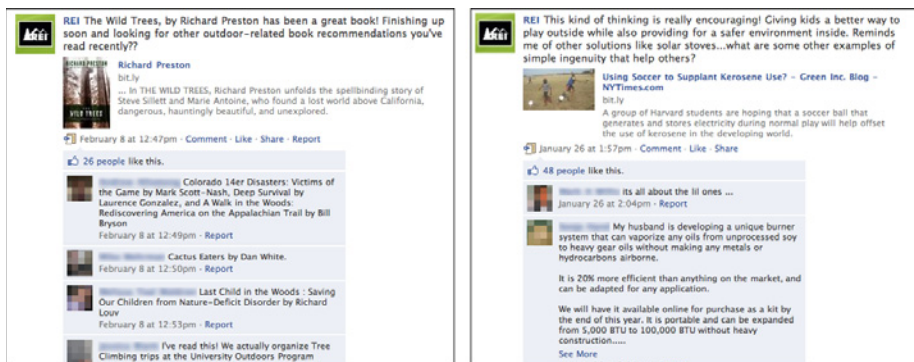 REI The Wild Trees, by Richard Preston has been a great book! Finishing up
soon and looking for other outdoor-related book recommendations you've
read recently??
RICHARD PRESTON
THE
WILD TREES
Richard Preston
bit.ly
... In THE WILD TREES, Richard Preston unfolds the spellbinding story of
Steve Sillett and Marie Antoine, who found a lost world above California,
dangerous, hauntingly beautiful, and unexplored.
February 8 at 12:47pm · Comment · Like · Share · Report
26 people like this.
Colorado 14er Disasters: Victims of
the Game by Mark Scott-Nash, Deep Survival by
Laurence Gonzalez, and A Walk in the Woods:
Rediscovering America on the Appalachian Trail by Bill
Bryson
February 8 at 12:49pm · Report
Cactus Eaters by Dan White.
February 8 at 12:50pm · Report
Last Child in the Woods : Saving
Our Children from Nature-Deficit Disorder by Richard
Louv
February 8 at 12:53pm · Report
I've read this! We actually organize Tree
Climbing trips at the University Outdoors Program
REI
REI This kind of thinking is really encouraging! Giving kids a better way to
play outside while also providing for a safer environment inside. Reminds
me of other solutions like solar stoves...what are some other examples of
simple ingenuity that help others?
Using Soccer to Supplant Kerosene Use? - Green Inc. Blog -
NYTimes.com
bit.ly
A group of Harvard students are hoping that a soccer ball that
generates and stores electricity during normal play will help offset
the use of kerosene in the developing world.
January 26 at 1:57pm · Comment · Like · Share
48 people like this.
its all about the lil ones ...
January 26 at 2:04pm · Report
My husband is developing a unique burner
system that can vaporize any oils from unprocessed soy
to heavy gear oils without making any metals or
hydrocarbons airborne.
It is 20% more efficient than anything on the market, and
can be adapted for any application.
We will have it available online for purchase as a kit by
the end of this year. It is portable and can be expanded
from 5,000 BTU to 100,000 BTU without heavy
construction.....
See More